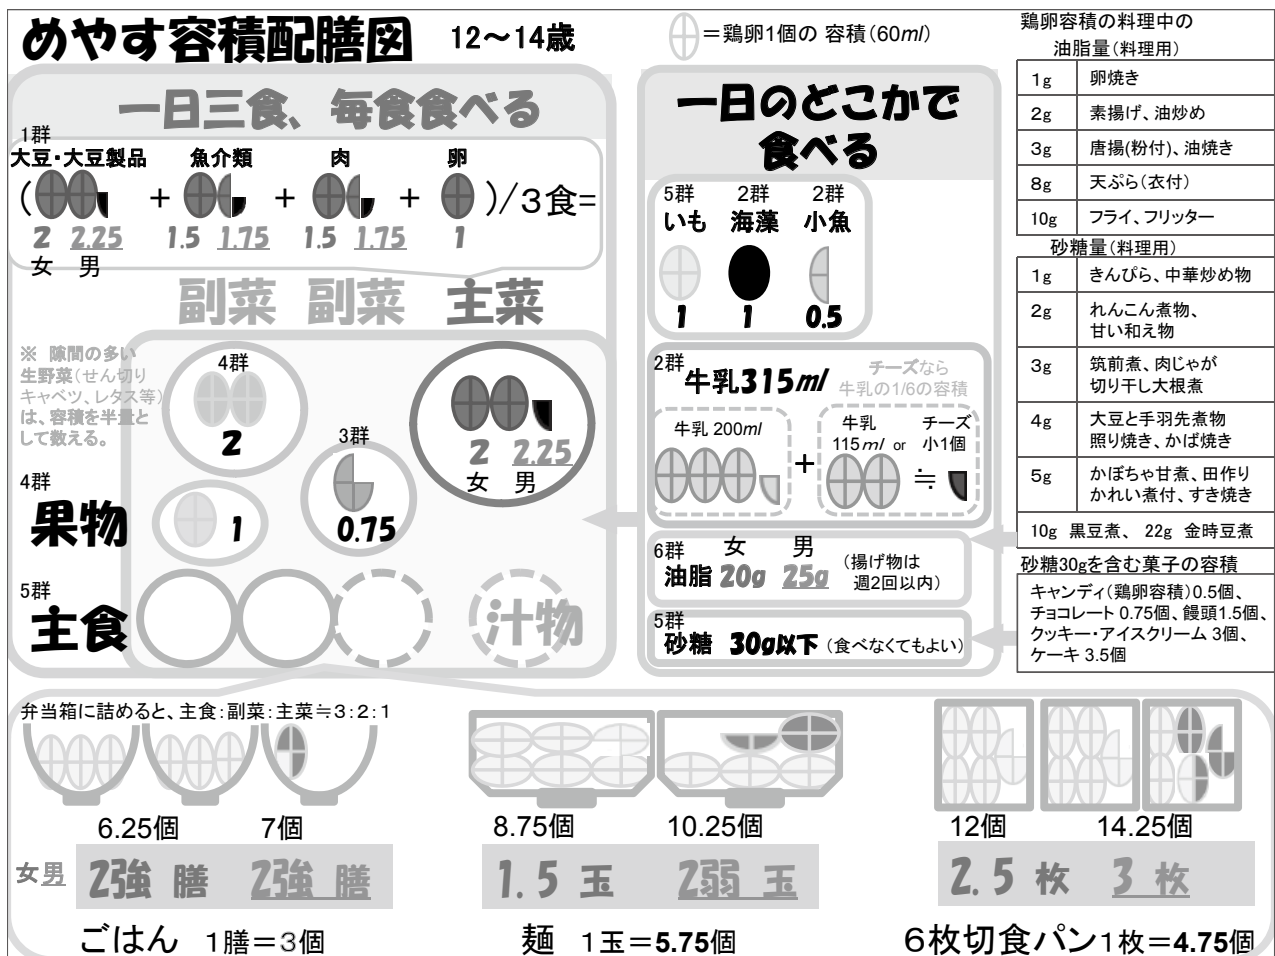 めやす容積配膳図 12～14歳
＝鶏卵1個の 容積（60ml）
一日三食、毎食食べる
1群
大豆・大豆製品 魚介類 肉 卵
（ ＋ ＋ ＋ ）／３食＝
2 2.25 1.5 1.75 1.5 1.75 1
女 男
副菜 副菜 主菜
※ 隙間の多い
生野菜（せん切り
キャベツ、レタス等）
は、容積を半量と
して数える。
4群
2
3群
0.75
2 2.25
女 男
4群
果物 1
5群
主食 汁物
一日のどこかで
食べる
5群 2群 2群
いも 海藻 小魚
1 1 0.5
2群
牛乳315ml
チーズなら
牛乳の1/6の容積
牛乳 200ml
＋
牛乳 チーズ
115ml or 小1個
≒
6群 女 男
油脂 20g 25g （揚げ物は
週2回以内）
5群
砂糖 30g以下（食べなくてもよい）
鶏卵容積の料理中の
油脂量（料理用）
1g 卵焼き
2g 素揚げ、油炒め
3g 唐揚(粉付)、油焼き
8g 天ぷら（衣付）
10g フライ、フリッター
砂糖量（料理用）
1g きんぴら、中華炒め物
2g れんこん煮物、
甘い和え物
3g 筑前煮、肉じゃが
切り干し大根煮
4g 大豆と手羽先煮物
照り焼き、かば焼き
5g かぼちゃ甘煮、田作り
かれい煮付、すき焼き
10g 黒豆煮、 22g 金時豆煮
砂糖30gを含む菓子の容積
キャンディ（鶏卵容積）0.5個、
チョコレート 0.75個、饅頭1.5個、
クッキー・アイスクリーム 3個、
ケーキ 3.5個
弁当箱に詰めると、主食：副菜：主菜≒3：2：1
6.25個 7個 8.75個 10.25個 12個 14.25個
女男 2強 膳 2強 膳 1.5 玉 2弱 玉 2.5 枚 3 枚
ごはん １膳＝３個
麺 １玉＝5.75個
６枚切食パン１枚＝4.75個